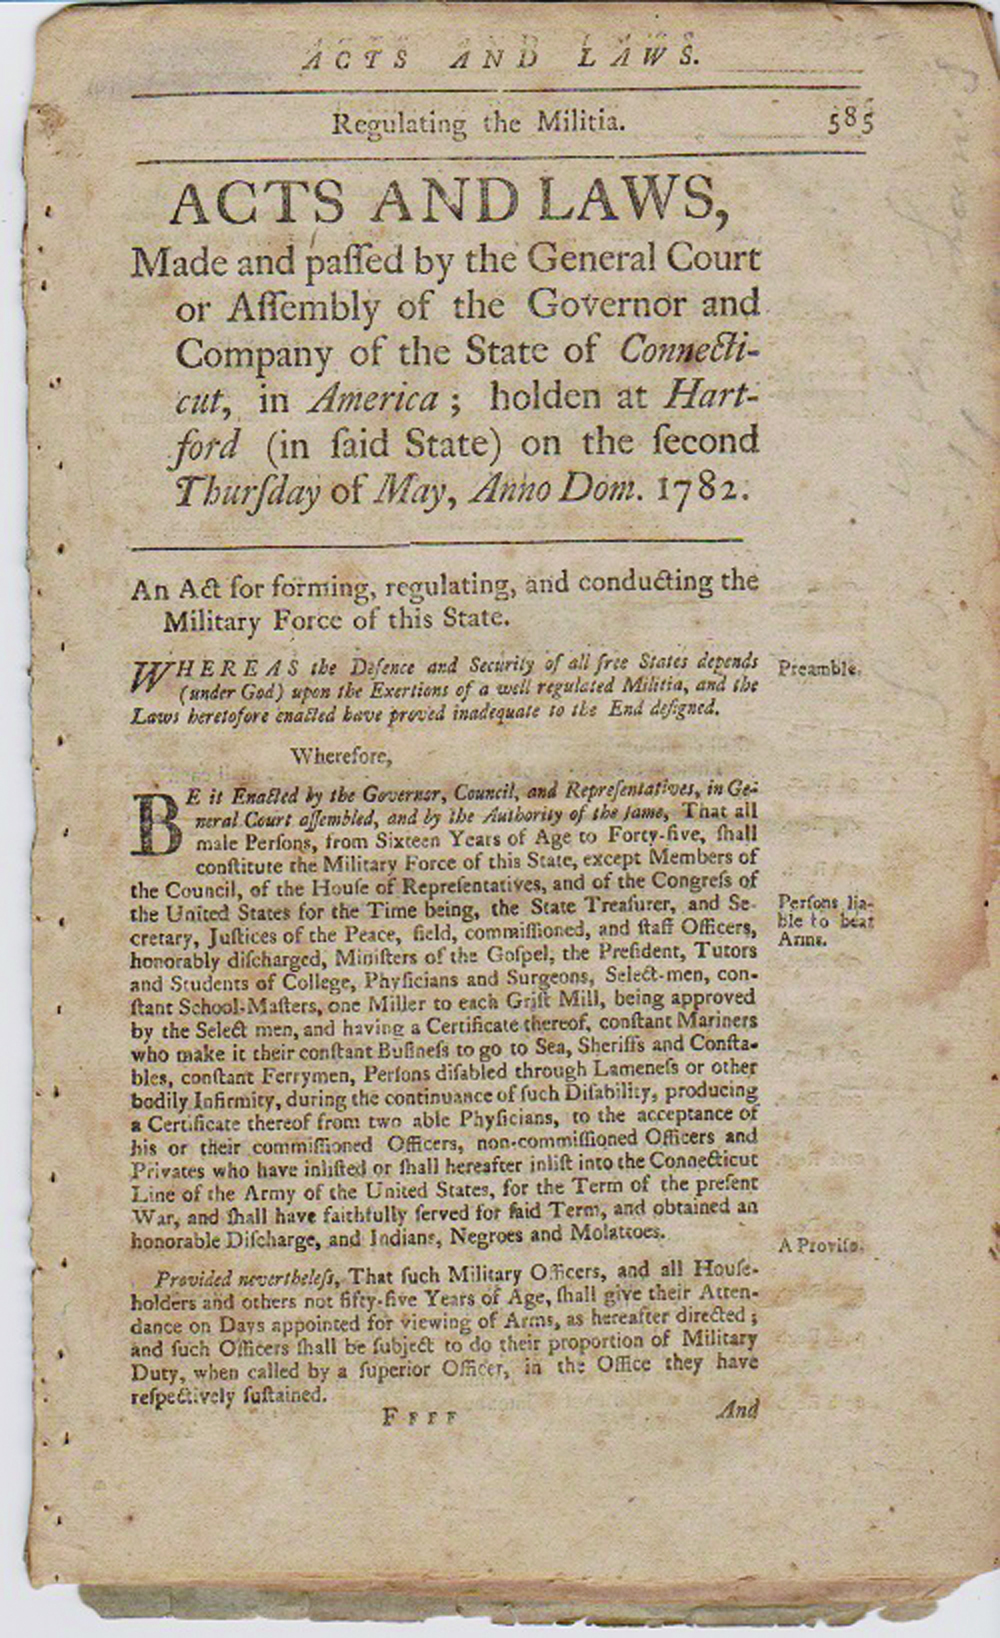 ACTS AND LAWS.
Regulating the Militia. 585
ACTS AND LAWS,
Made and paſſed by the General Court
or Aſſembly of the Governor and
Company of the State of Connecti-
cut, in America; holden at Hart-
ford (in ſaid State) on the ſecond
Thurſday of May, Anno Dom. 1782.
An Act for forming, regulating, and conducting the
Military Force of this State.
WHEREAS the Defence and Security of all free States depends
(under God) upon the Exertions of a well regulated Militia, and the
Laws heretofore enacted have proved inadequate to the End deſigned.
Preamble.
Wherefore,
BE it Enacted by the Governor, Council, and Repreſentatives, in Ge-
neral Court aſſembled, and by the Authority of the ſame, That all
male Perſons, from Sixteen Years of Age to Forty-five, ſhall
conſtitute the Military Force of this State, except Members of
the Council, of the Houſe of Repreſentatives, and of the Congreſs of
the United States for the Time being, the State Treaſurer, and Se-
cretary, Juſtices of the Peace, field, commiſſioned, and ſtaff Officers,
honorably diſcharged, Miniſters of the Goſpel, the Preſident, Tutors
and Students of College, Phyſicians and Surgeons, Select-men, con-
ſtant School-Maſters, one Miller to each Griſt Mill, being approved
by the Select men, and having a Certificate thereof, conſtant Mariners
who make it their conſtant Buſineſs to go to Sea, Sheriffs and Conſta-
bles, conſtant Ferrymen, Perſons diſabled through Lameneſs or other
bodily Infirmity, during the continuance of ſuch Diſability, producing
a Certificate thereof from two able Phyſicians, to the acceptance of
his or their commiſſioned Officers, non-commiſſioned Officers and
Privates who have inliſted or ſhall hereafter inliſt into the Connecticut
Line of the Army of the United States, for the Term of the preſent
War, and ſhall have faithfully ſerved for ſaid Term, and obtained an
honorable Diſcharge, and Indians, Negroes and Molattoes.
Perſons lia-
ble to bear
Arms.
Provided nevertheleſs, That ſuch Military Officers, and all Houſe-
holders and others not fifty-five Years of Age, ſhall give their Atten-
dance on Days appointed for viewing of Arms, as hereafter directed;
and ſuch Officers ſhall be ſubject to do their proportion of Military
Duty, when called by a ſuperior Officer, in the Office they have
reſpectively ſuſtained.
A Proviſo.
F F F F And